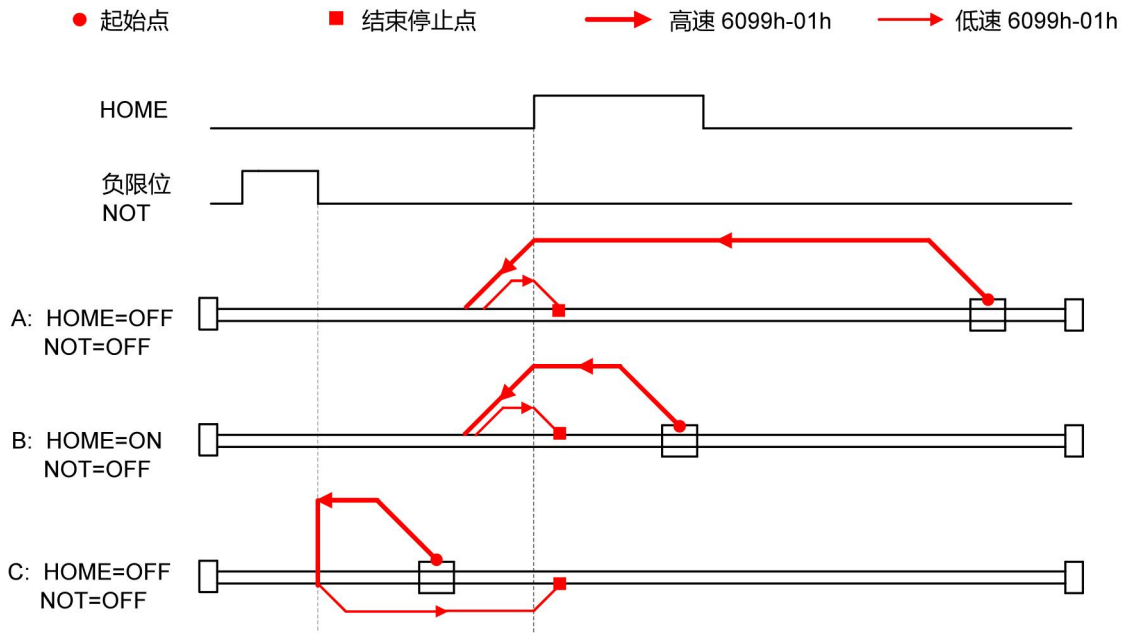 起始点
结束停止点
高速 6099h-01h
低速 6099h-01h
HOME
负限位
NOT
A: HOME=OFF
NOT=OFF
B: HOME=ON
NOT=OFF
C: HOME=OFF
NOT=OFF